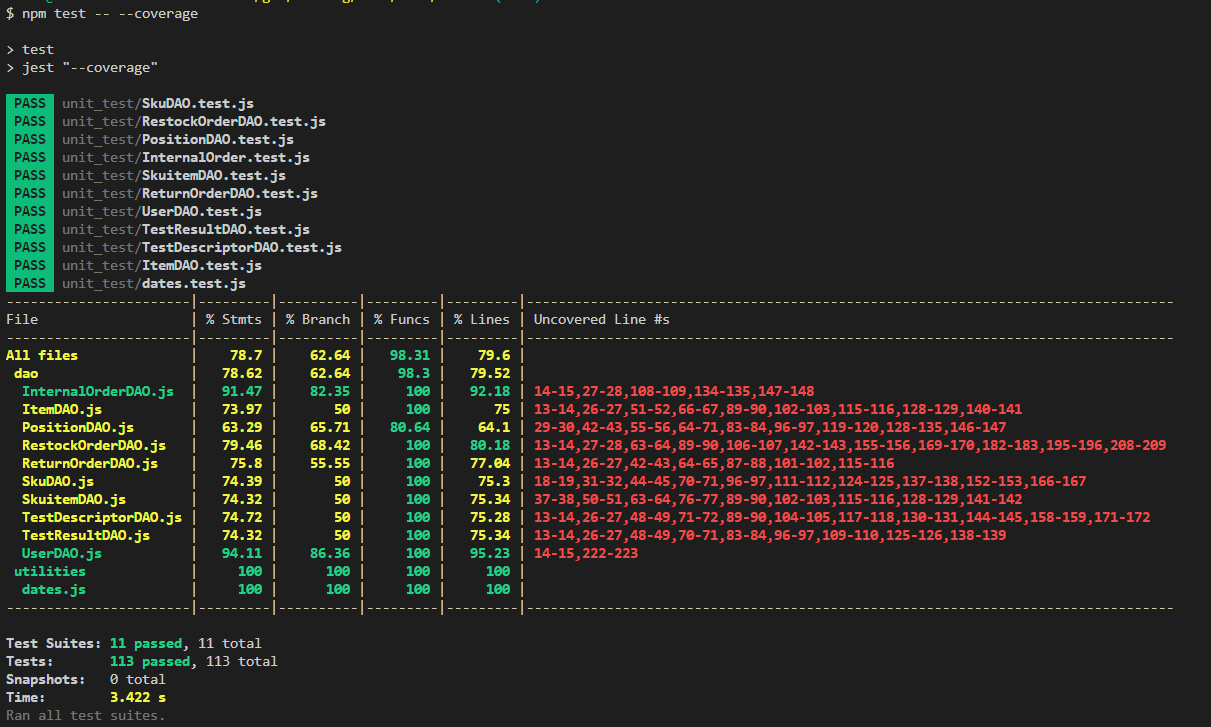 $ npm test -- --coverage
> test
> jest "--coverage"
PASS unit_test/SkuDAO.test.js
PASS unit_test/RestockOrderDAO.test.js
PASS unit_test/PositionDAO.test.js
PASS unit_test/InternalOrder.test.js
PASS unit_test/SkuitemDAO.test.js
PASS unit_test/ReturnOrderDAO.test.js
PASS unit_test/UserDAO.test.js
PASS unit_test/TestResultDAO.test.js
PASS unit_test/TestDescriptorDAO.test.js
PASS unit_test/ItemDAO.test.js
PASS unit_test/dates.test.js
-----------------------|---------|----------|---------|---------|---------------------------------------------------------------------------------
File                   | % Stmts | % Branch | % Funcs | % Lines | Uncovered Line #s
-----------------------|---------|----------|---------|---------|---------------------------------------------------------------------------------
All files              |    78.7 |    62.64 |   98.31 |    79.6 |
 dao                   |   78.62 |    62.64 |    98.3 |   79.52 |
  InternalOrderDAO.js  |   91.47 |    82.35 |     100 |   92.18 | 14-15,27-28,108-109,134-135,147-148
  ItemDAO.js           |   73.97 |       50 |     100 |      75 | 13-14,26-27,51-52,66-67,89-90,102-103,115-116,128-129,140-141
  PositionDAO.js       |   63.29 |    65.71 |   80.64 |    64.1 | 29-30,42-43,55-56,64-71,83-84,96-97,119-120,128-135,146-147
  RestockOrderDAO.js   |   79.46 |    68.42 |     100 |   80.18 | 13-14,27-28,63-64,89-90,106-107,142-143,155-156,169-170,182-183,195-196,208-209
  ReturnOrderDAO.js    |    75.8 |    55.55 |     100 |   77.04 | 13-14,26-27,42-43,64-65,87-88,101-102,115-116
  SkuDAO.js            |   74.39 |       50 |     100 |    75.3 | 18-19,31-32,44-45,70-71,96-97,111-112,124-125,137-138,152-153,166-167
  SkuitemDAO.js        |   74.32 |       50 |     100 |   75.34 | 37-38,50-51,63-64,76-77,89-90,102-103,115-116,128-129,141-142
  TestDescriptorDAO.js |   74.72 |       50 |     100 |   75.28 | 13-14,26-27,48-49,71-72,89-90,104-105,117-118,130-131,144-145,158-159,171-172
  TestResultDAO.js     |   74.32 |       50 |     100 |   75.34 | 13-14,26-27,48-49,70-71,83-84,96-97,109-110,125-126,138-139
  UserDAO.js           |   94.11 |    86.36 |     100 |   95.23 | 14-15,222-223
 utilities             |     100 |      100 |     100 |     100 |
  dates.js             |     100 |      100 |     100 |     100 |
-----------------------|---------|----------|---------|---------|---------------------------------------------------------------------------------
Test Suites: 11 passed, 11 total
Tests:       113 passed, 113 total
Snapshots:   0 total
Time:        3.422 s
Ran all test suites.